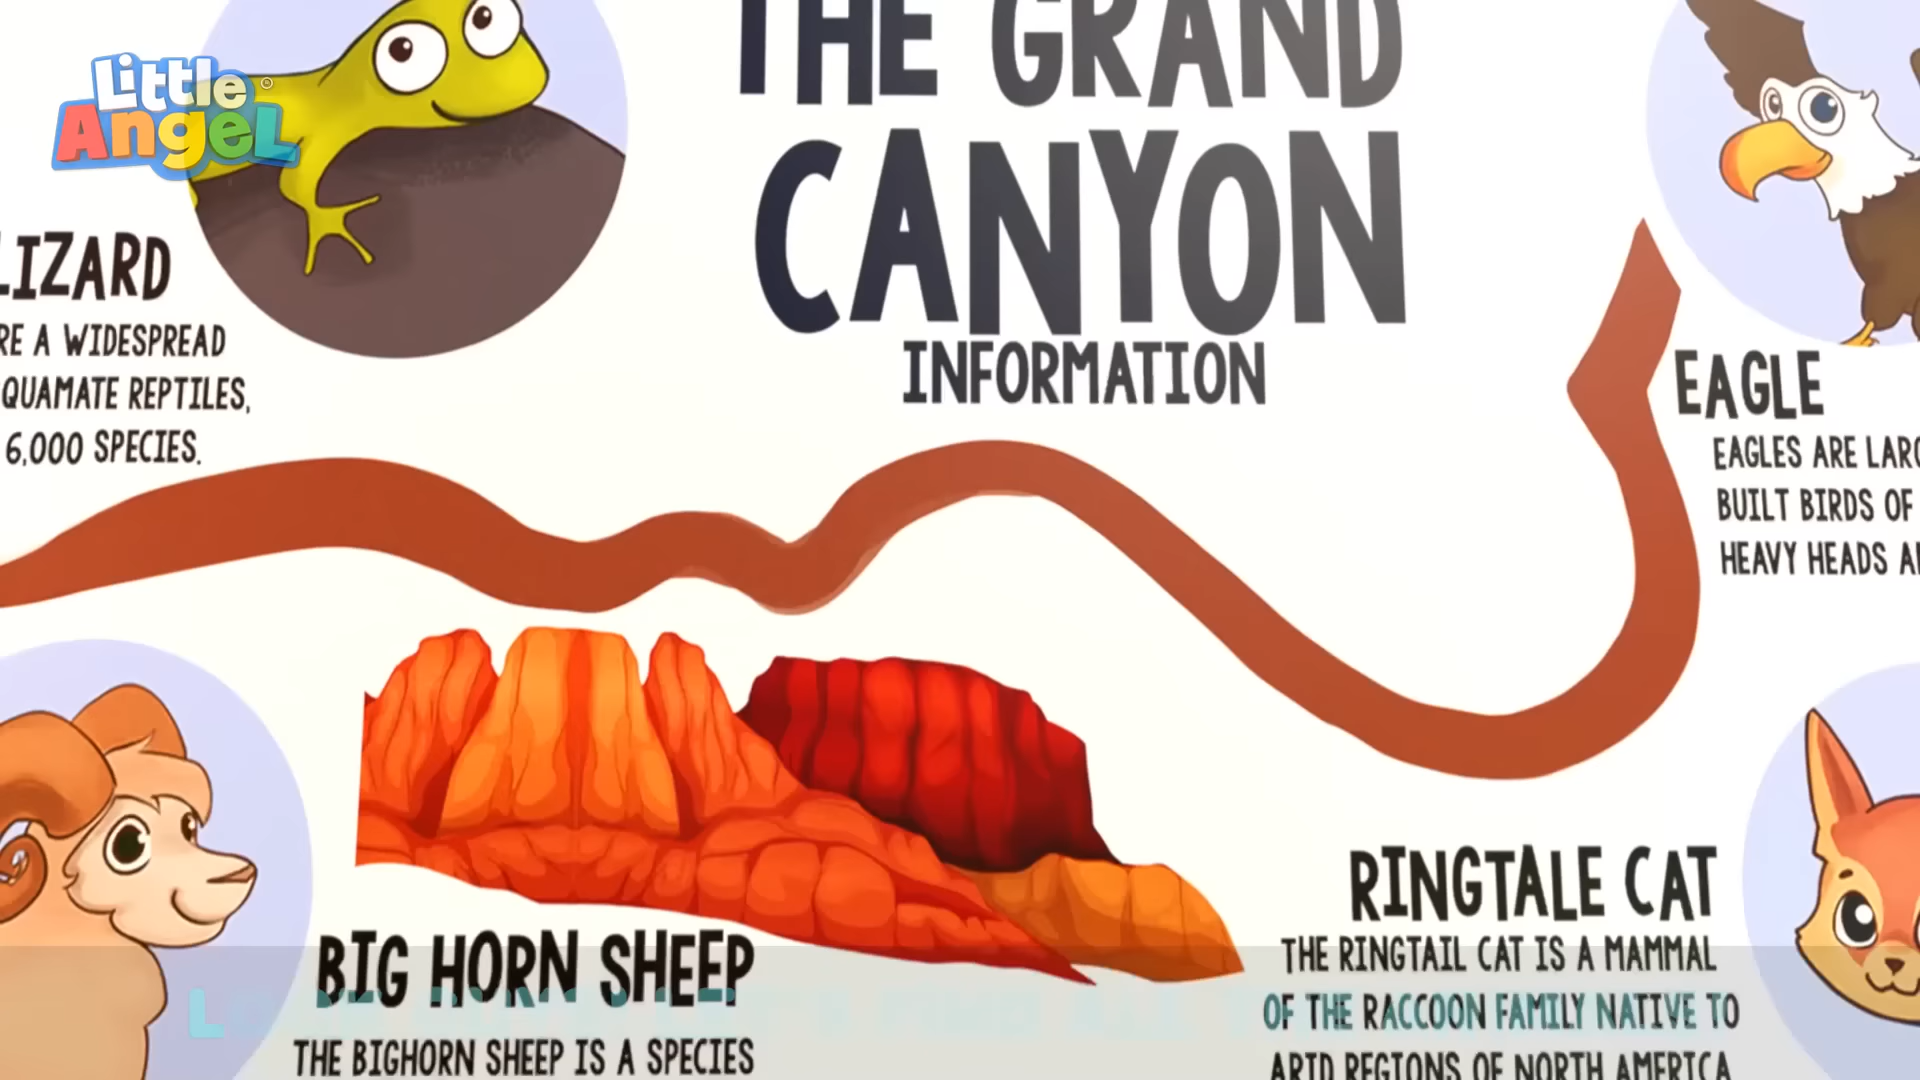 Little
Angel
THE GRAND
CANYON
INFORMATION
LIZARD
RE A WIDESPREAD
QUAMATE REPTILES,
6,000 SPECIES.
EAGLE
EAGLES ARE LARG
BUILT BIRDS OF
HEAVY HEADS A
BIG HORN SHEEP
THE BIGHORN SHEEP IS A SPECIES
RINGTALE CAT
THE RINGTAIL CAT IS A MAMMAL
OF THE RACCOON FAMILY NATIVE TO
ARID REGIONS OF NORTH AMERICA